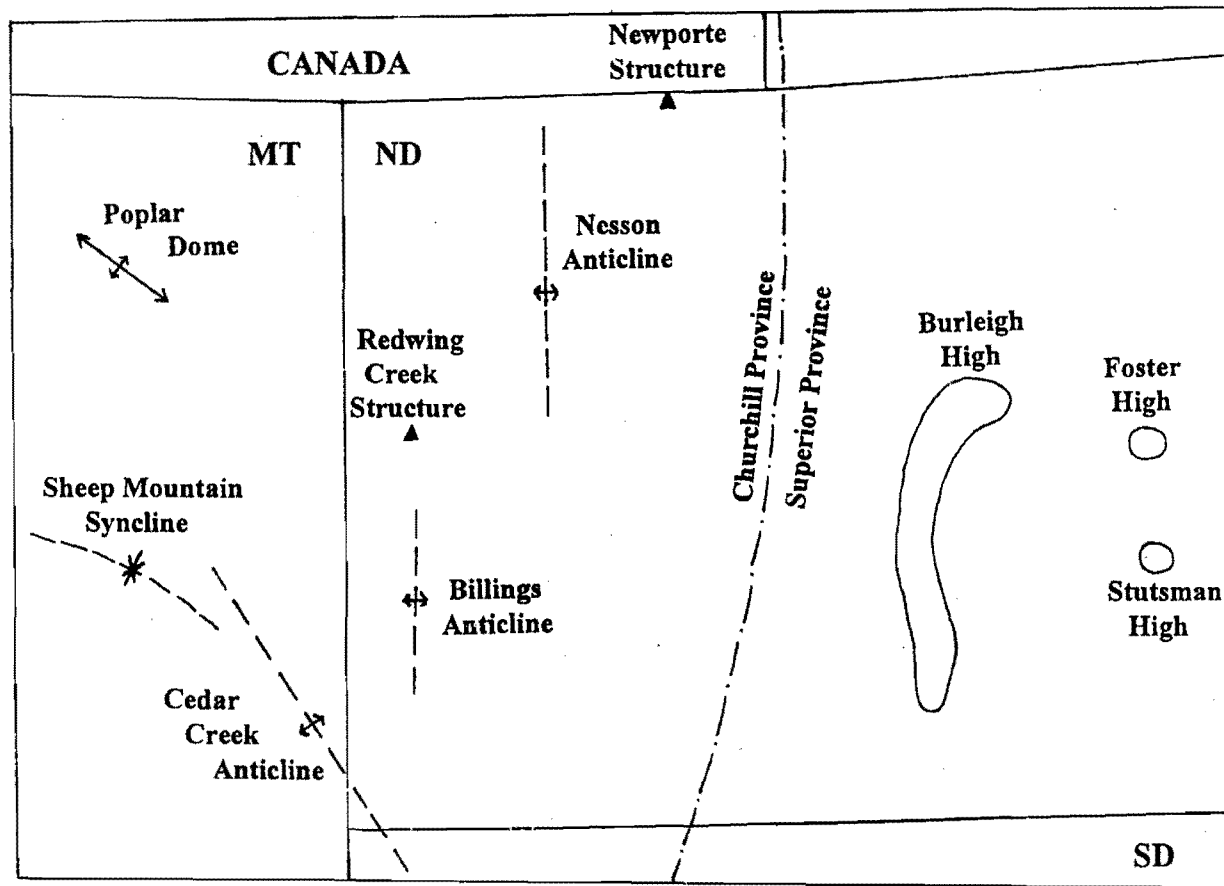 Newporte
Structure
CANADA
MT
ND
Poplar
Dome
Nesson
Anticline
Redwing
Creek
Structure
Churchill Province
Superior Province
Burleigh
High
Foster
High
Sheep Mountain
Syncline
Billings
Anticline
Stutsman
High
Cedar
Creek
Anticline
SD